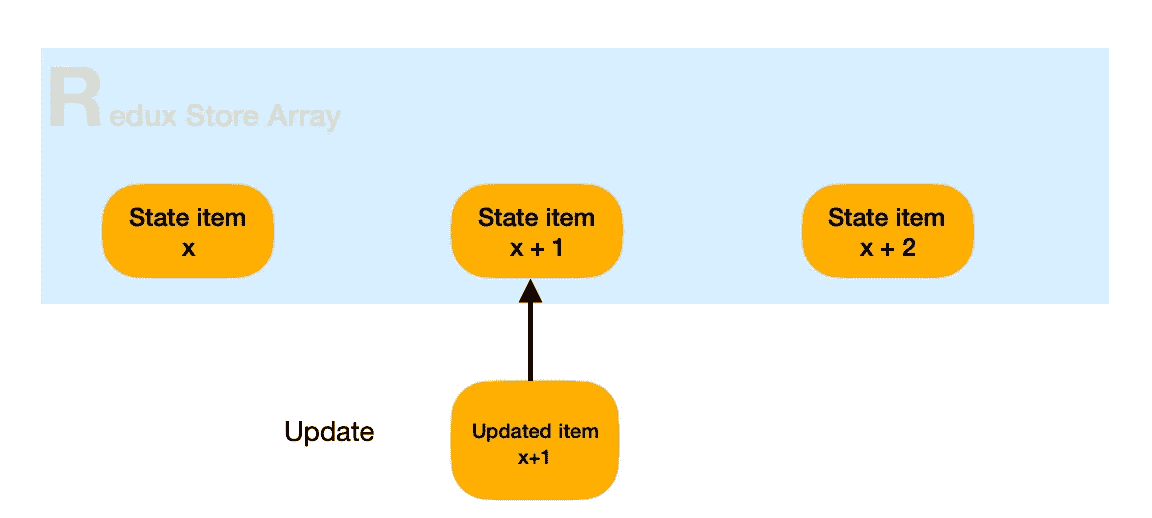 Redux Store Array
State item
x
State item
x + 1
State item
x + 2
Update
Updated item
x+1